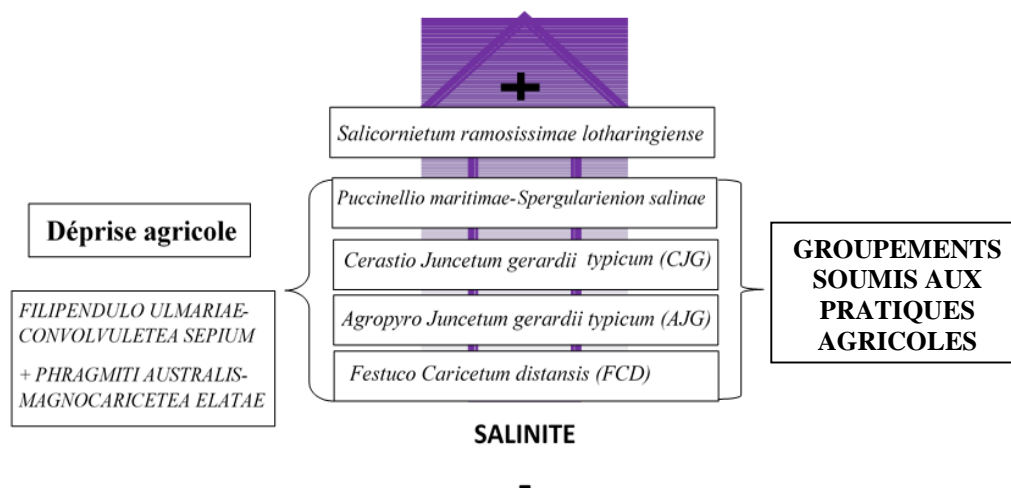 +
Salicornietum ramosissimae lotharingiense
Puccinellio maritimae-Spergularienion salinae
Déprise agricole
Cerastio Juncetum gerardii typicum (CJG)
GROUPEMENTS
SOUMIS AUX
PRATIQUES
AGRICOLES
FILIPENDULO ULMARIAE-
CONVOLVULETEA SEPIUM
+ PHRAGMITI AUSTRALIS-
MAGNOCARICETEA ELATAE
Agropyro Juncetum gerardii typicum (AJG)
Festuco Caricetum distansis (FCD)
SALINITE
-